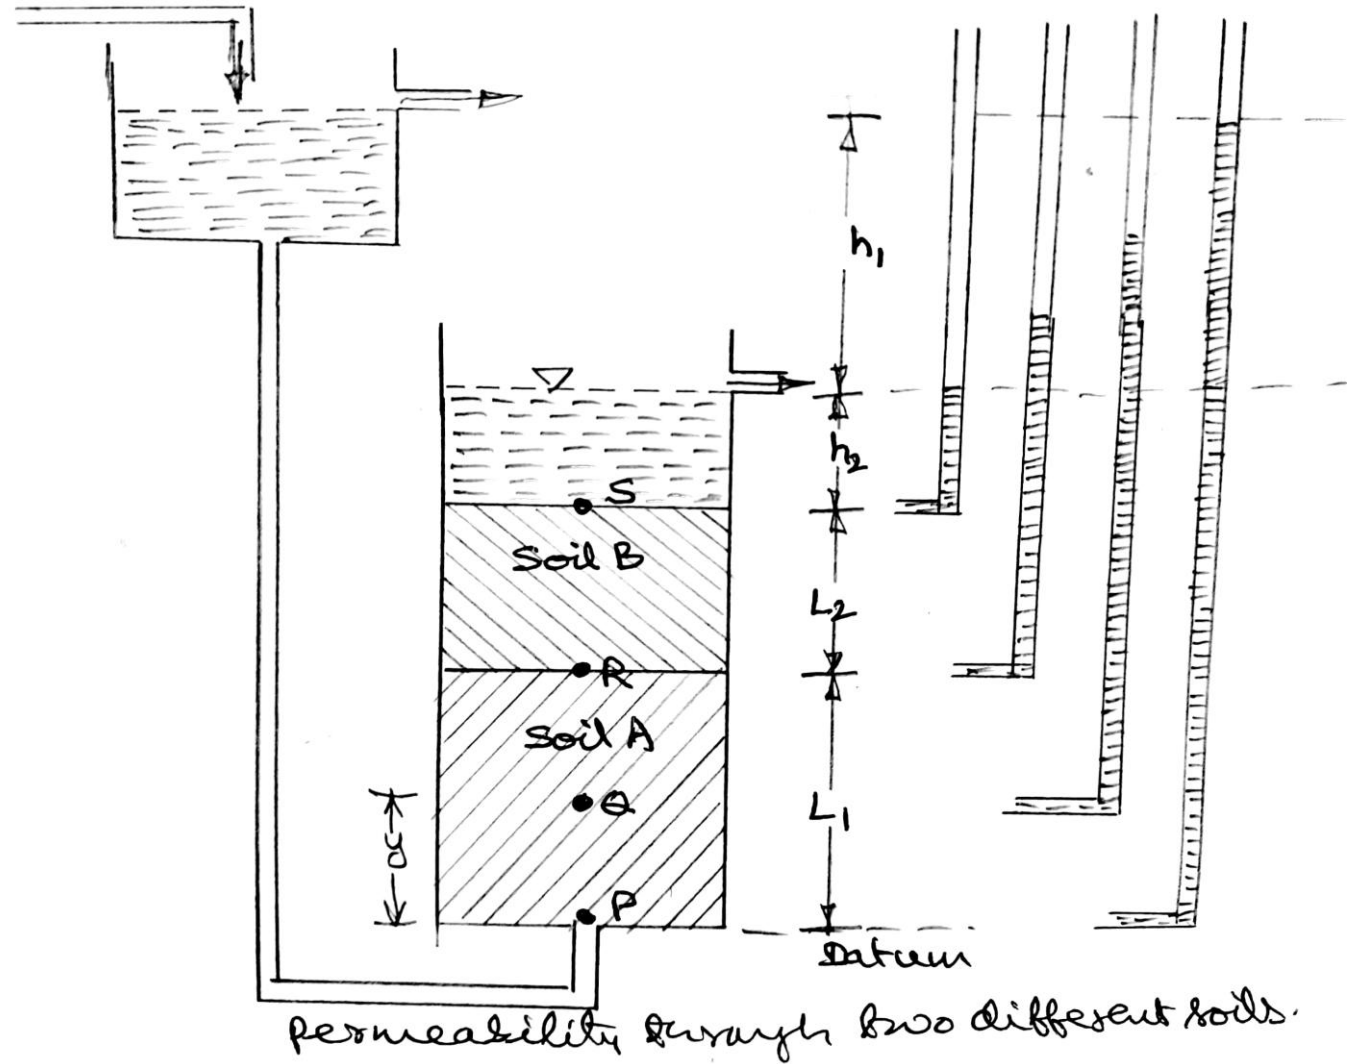 h₁
h₂
S
Soil B
L₂
R
Soil A
Q
L₁
P
Datum
permeability through two different soils.